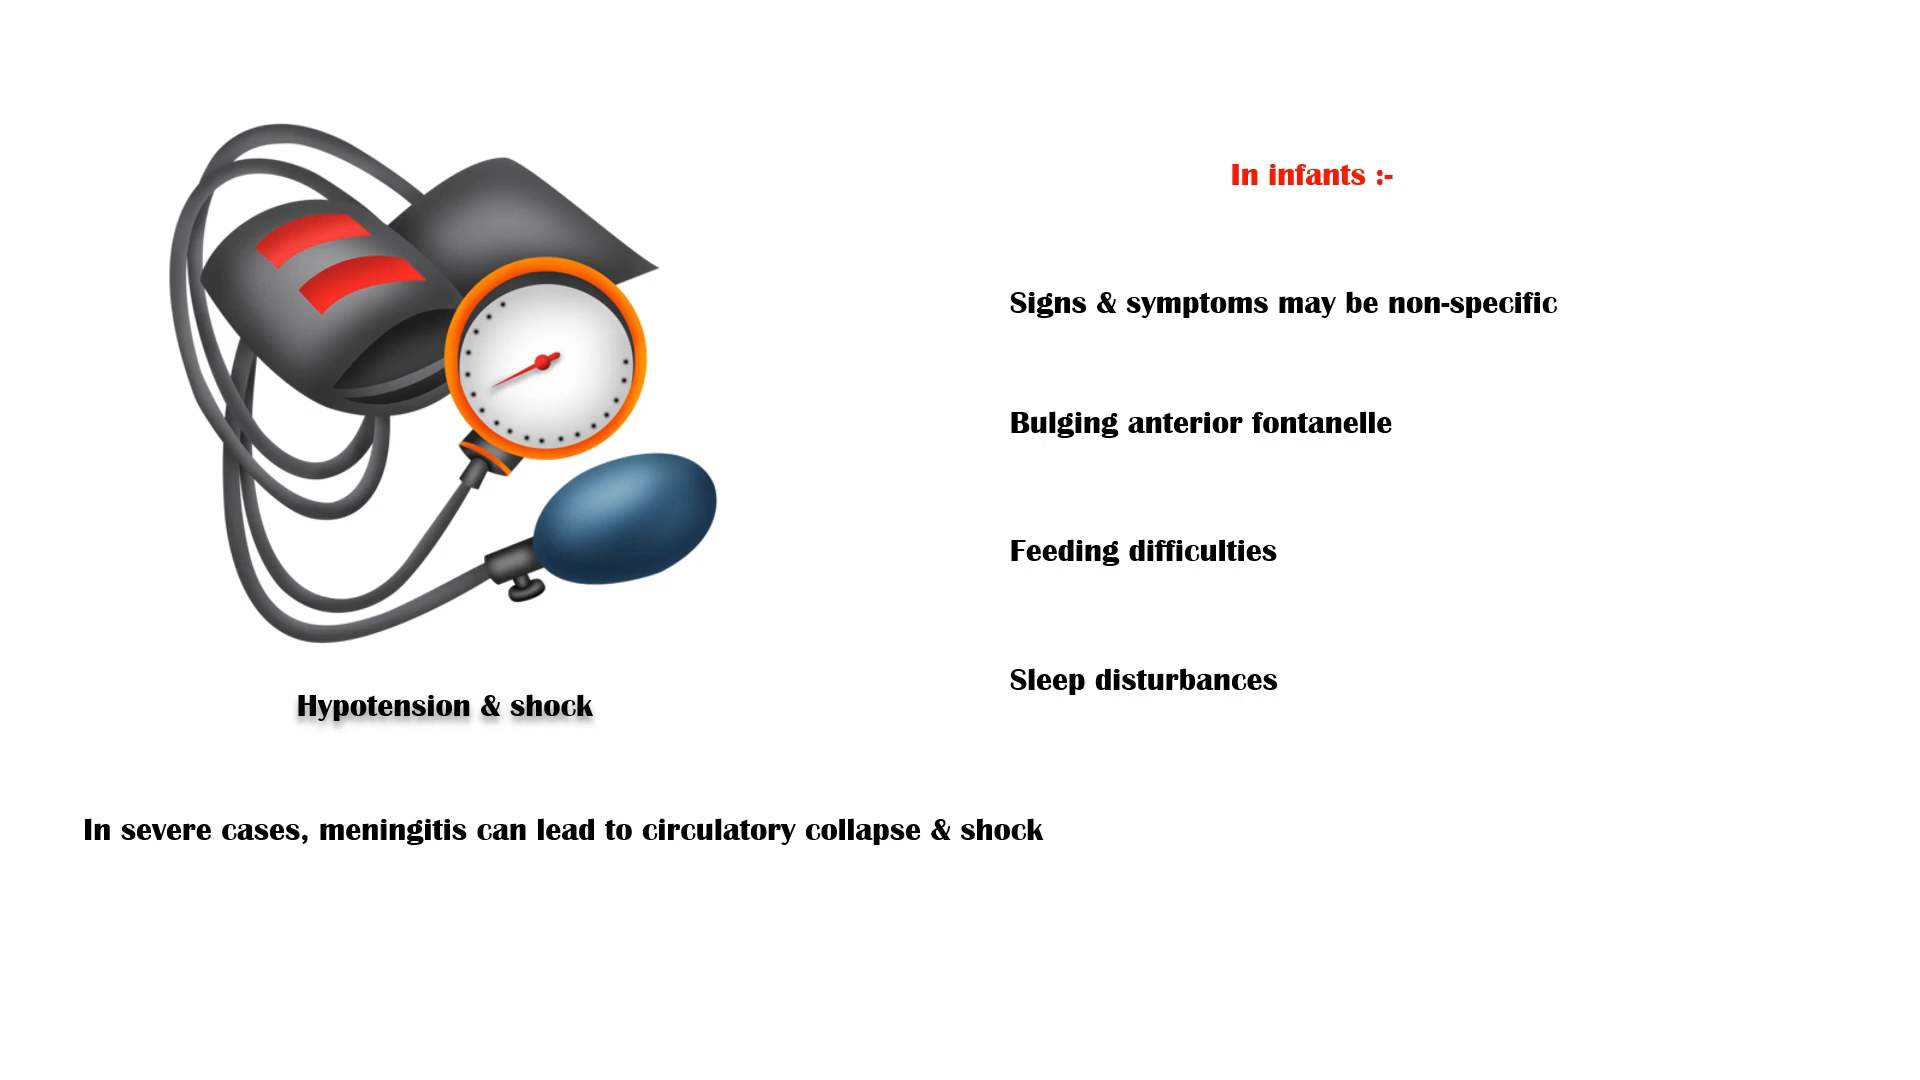 Hypotension & shock
In severe cases, meningitis can lead to circulatory collapse & shock
In infants :-
Signs & symptoms may be non-specific
Bulging anterior fontanelle
Feeding difficulties
Sleep disturbances